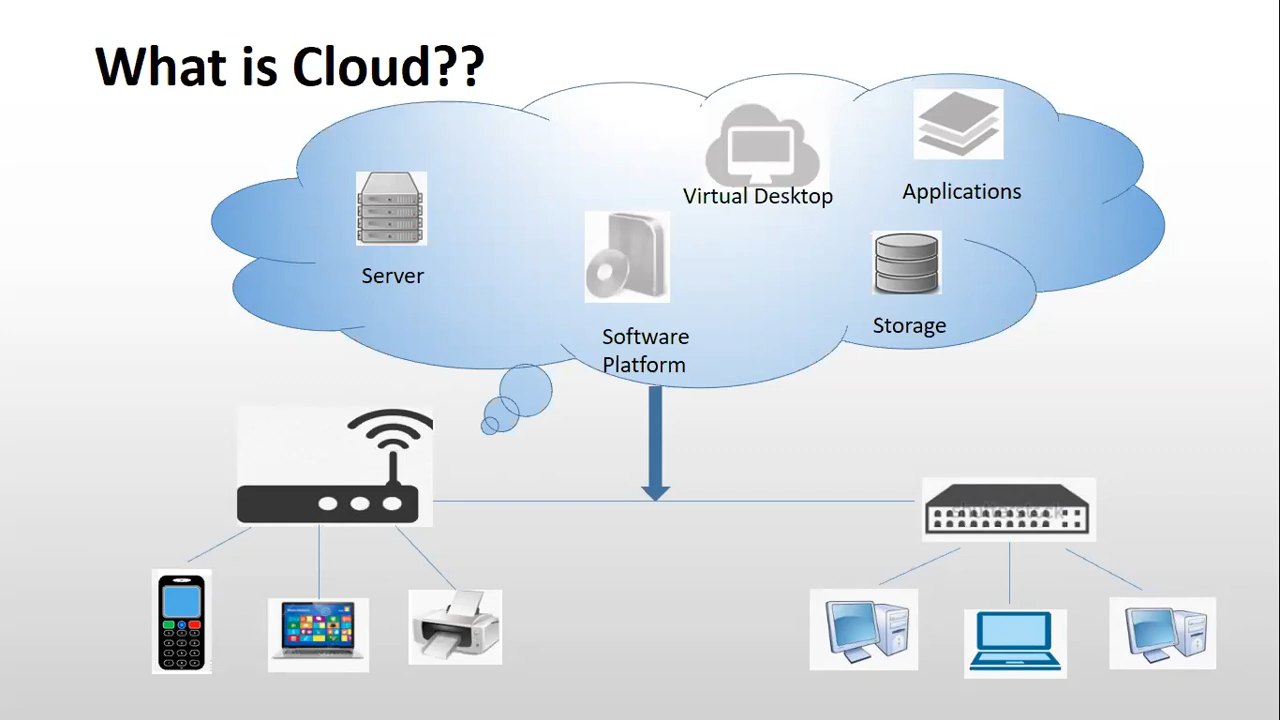 What is Cloud??
Virtual Desktop
Applications
Server
Storage
Software
Platform